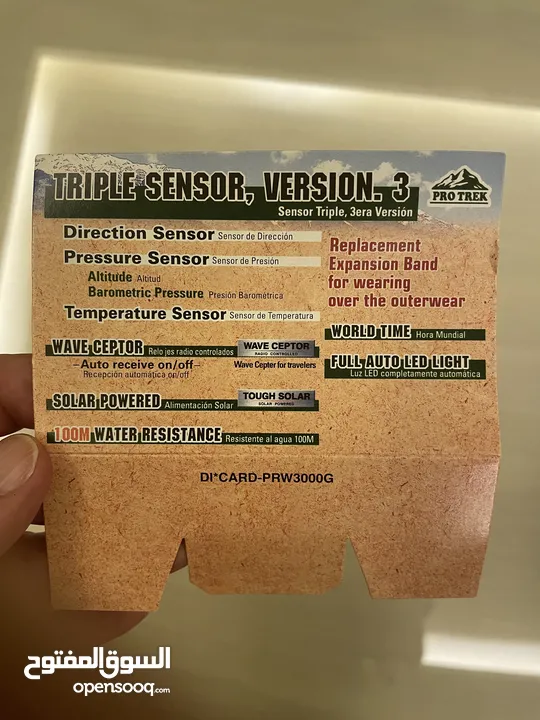 TRIPLE SENSOR, VERSION. 3
Sensor Triple, 3era Versión
PRO TREK
Direction Sensor Sensor de Dirección
Pressure Sensor Sensor de Presión
Altitude Altitud
Barometric Pressure Presión Barométrica
Temperature Sensor Sensor de Temperatura
WAVE CEPTOR Relo jes radio controlados WAVE CEPTOR
RADIO CONTROLLED
Auto receive on/off Wave Cepter for travelers
Recepción automática on/off
SOLAR POWERED Alimentación Solar TOUGH SOLAR
SOLAR POWERED
100M WATER RESISTANCE Resistente al agua 100M
Replacement
Expansion Band
for wearing
over the outerwear
WORLD TIME Hora Mundial
FULL AUTO LED LIGHT
Luz LED completamente automática
DI*CARD-PRW3000G
السوق المفتوح
opensooq.com